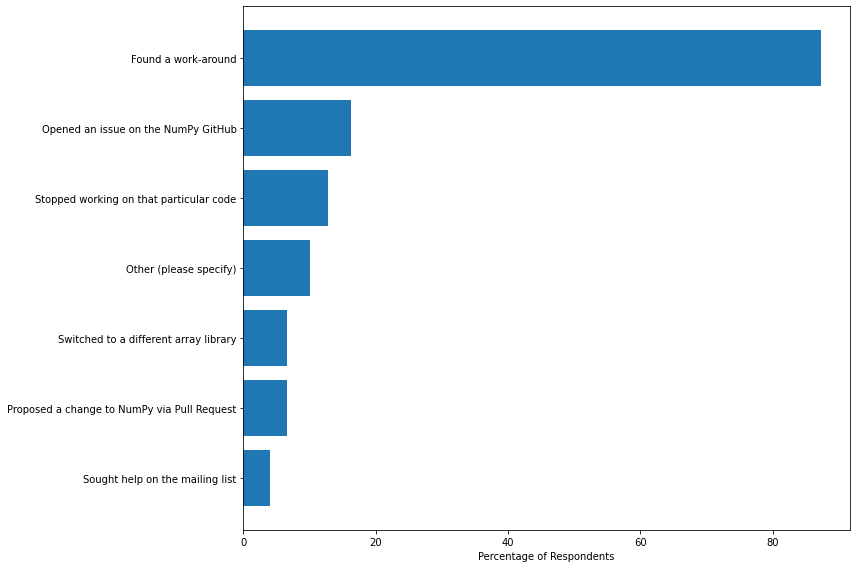 Found a work-around
Opened an issue on the NumPy GitHub
Stopped working on that particular code
Other (please specify)
Switched to a different array library
Proposed a change to NumPy via Pull Request
Sought help on the mailing list
0 20 40 60 80
Percentage of Respondents